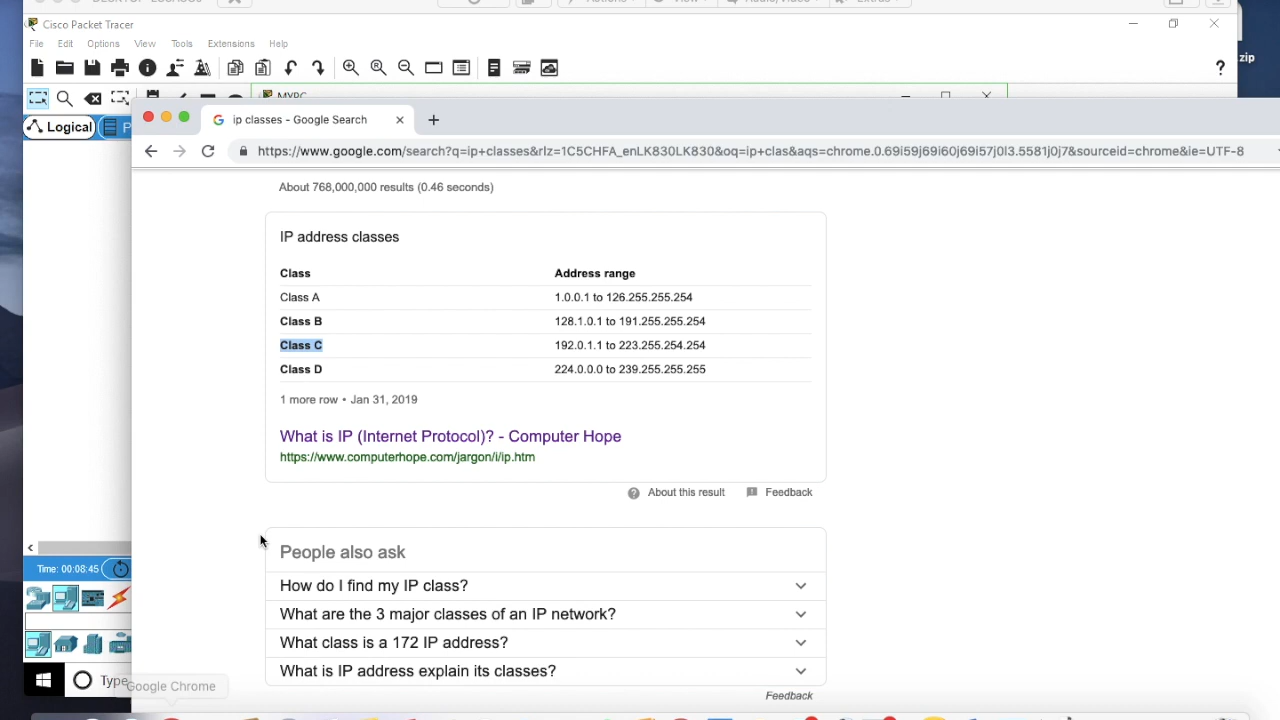 Cisco Packet Tracer
File Edit Options View Tools Extensions Help
?
MYPC
Logical
ip classes - Google Search
https://www.google.com/search?q=ip+classes&rlz=1C5CHFA_enLK830LK830&oq=ip+clas&aqs=chrome.0.69i59j69i60j69i57j0l3.5581j0j7&sourceid=chrome&ie=UTF-8
.zip
About 768,000,000 results (0.46 seconds)
IP address classes
Class Address range
Class A 1.0.0.1 to 126.255.255.254
Class B 128.1.0.1 to 191.255.255.254
Class C 192.0.1.1 to 223.255.254.254
Class D 224.0.0.0 to 239.255.255.255
1 more row • Jan 31, 2019
What is IP (Internet Protocol)? - Computer Hope
https://www.computerhope.com/jargon/i/ip.htm
About this result Feedback
People also ask
How do I find my IP class?
What are the 3 major classes of an IP network?
What class is a 172 IP address?
What is IP address explain its classes?
Feedback
Time: 00:08:45
Type
Google Chrome